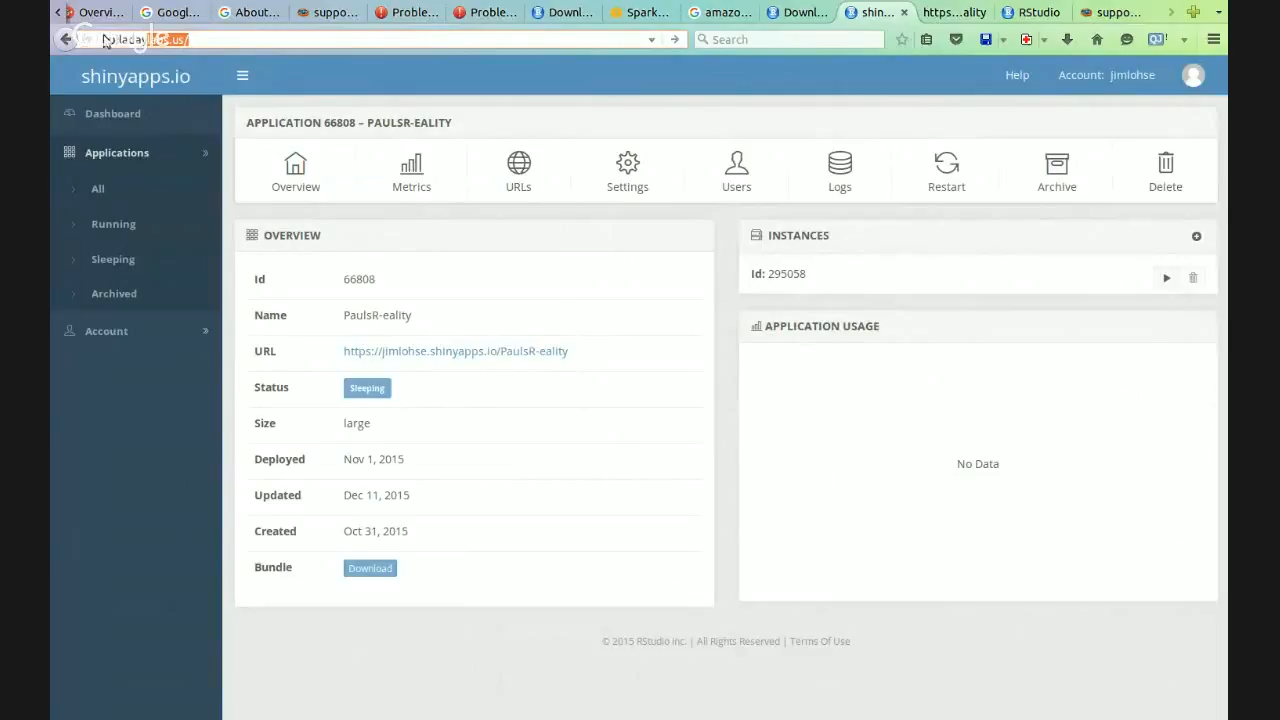 Overvi...
Googl...
About...
suppo...
Proble...
Proble...
Downl...
Spark...
amazo...
Downl...
shin...
https...ality
RStudio
suppo...
Search
shinyapps.io
Help
Account: jimlohse
Dashboard
Applications
All
Running
Sleeping
Archived
Account
APPLICATION 66808 – PAULSR-EALITY
Overview
Metrics
URLs
Settings
Users
Logs
Restart
Archive
Delete
OVERVIEW
Id 66808
Name PaulsR-eality
URL https://jimlohse.shinyapps.io/PaulsR-eality
Status Sleeping
Size large
Deployed Nov 1, 2015
Updated Dec 11, 2015
Created Oct 31, 2015
Bundle Download
INSTANCES
Id: 295058
APPLICATION USAGE
No Data
© 2015 RStudio inc. | All Rights Reserved | Terms Of Use